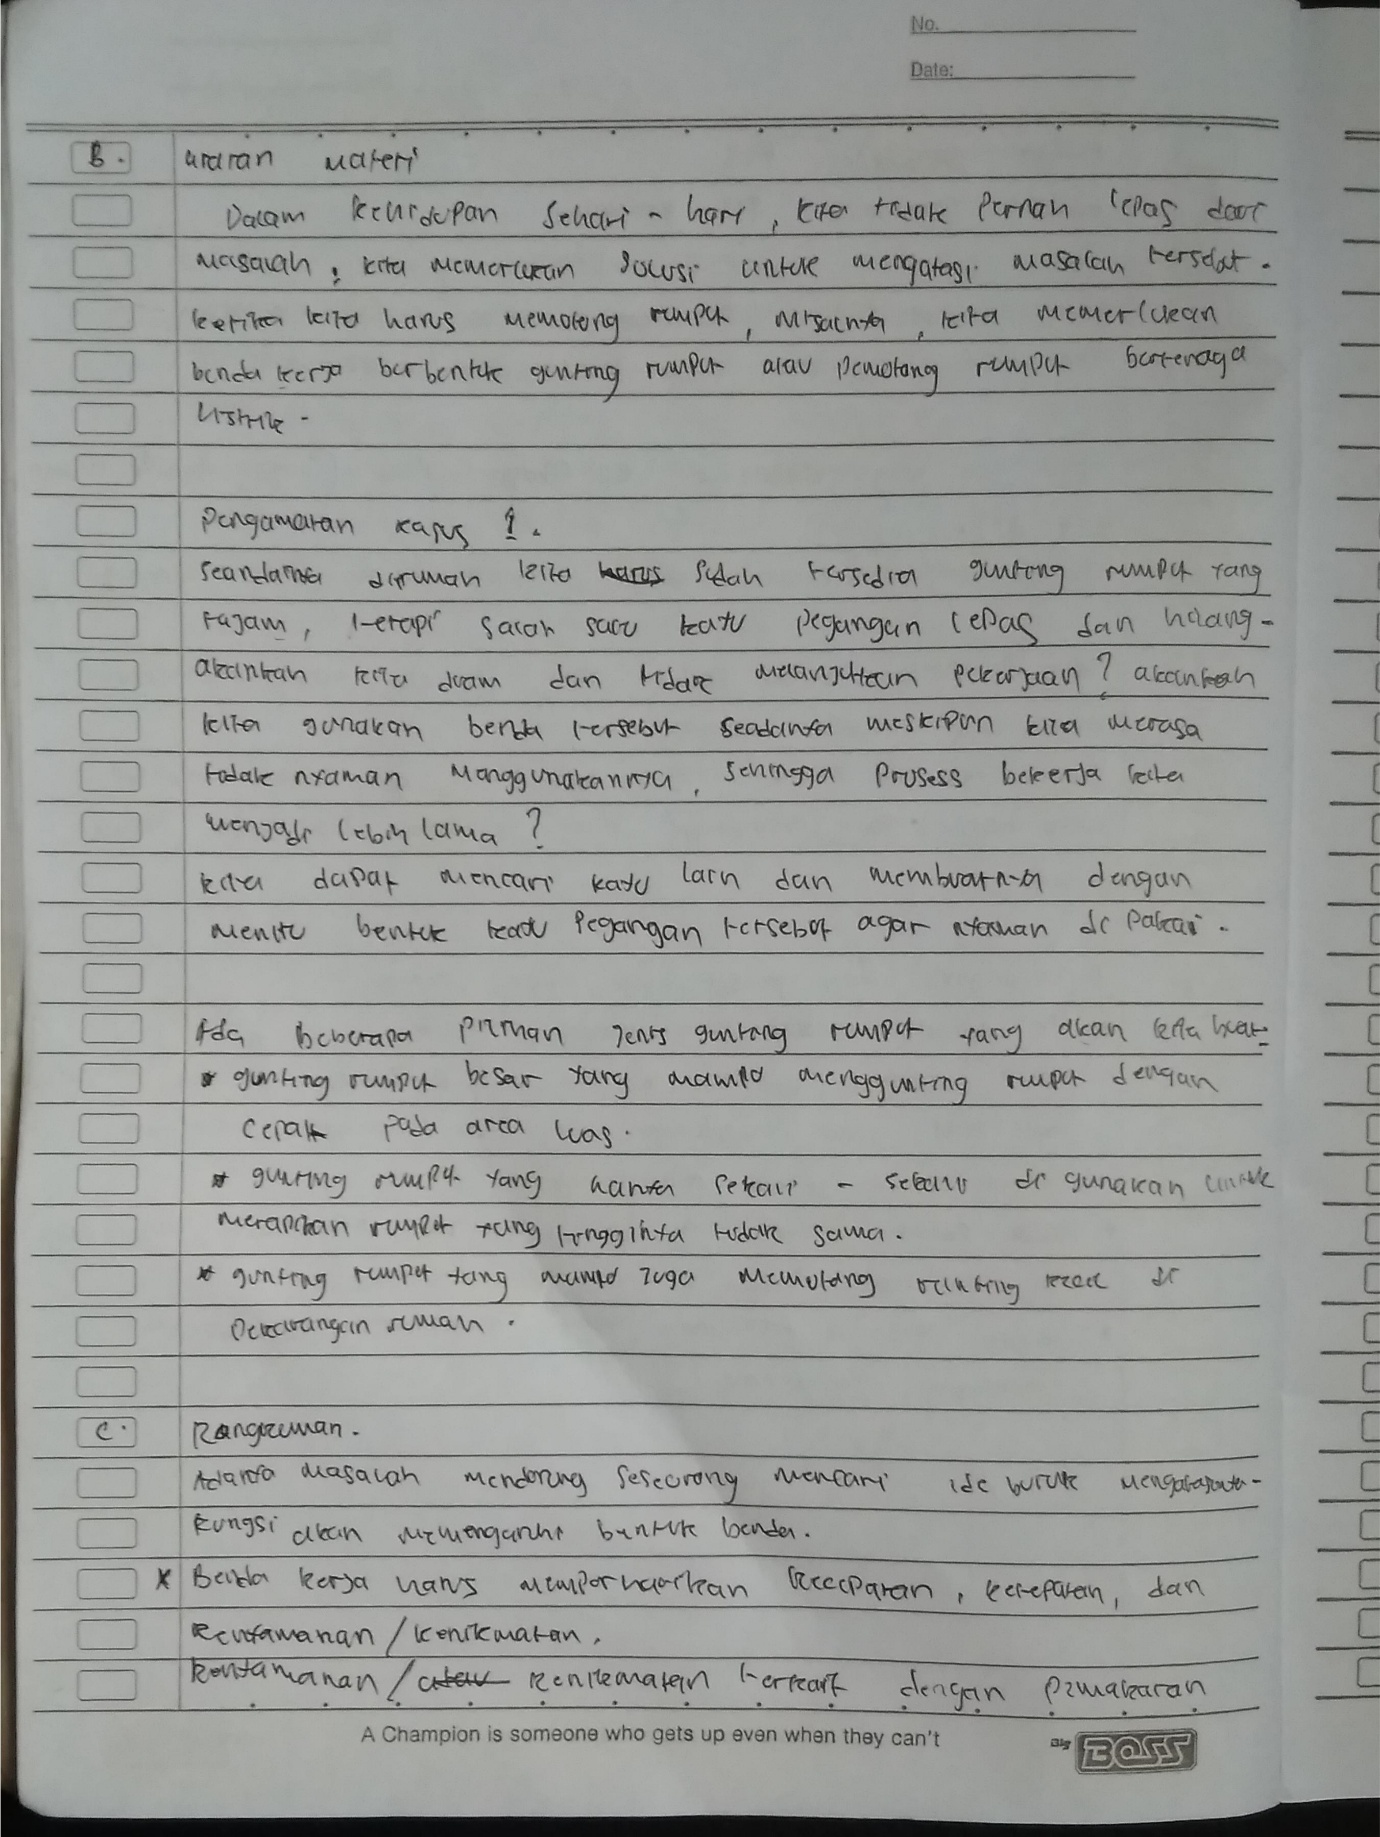 No.
Date:
B. uraian materi
Dalam kehidupan sehari - hari, kita tidak pernah lepas dari
masalah, kita memerlukan solusi untuk mengatasi masalah tersebut.
ketika kita harus memotong rumput, misalnya, kita memerlukan
benda kerja berbentuk gunting rumput atau pemotong rumput bertenaga
listrik.
pengamatan kasus 1.
seandainya dirumah kita harus sudah tersedia gunting rumput yang
tajam, tetapi salah satu kayu pegangan lepas dan hilang-
akankah kita diam dan tidak melanjutkan pekerjaan? akankah
kita gunakan benda tersebut seadanya meskipun kita merasa
tidak nyaman menggunakannya, sehingga prosess bekerja kita
menjadi lebih lama?
kita dapat mencari kayu lain dan membuatnya dengan
meniru bentuk kayu pegangan tersebut agar nyaman di pakai.
Ada Beberapa pilihan jenis gunting rumput yang akan kita buat:
* gunting rumput besar yang mampu menggunting rumput dengan
cepat pada area luas.
* gunting rumput yang hanya sekali - sekali di gunakan untuk
merapikan rumput yang tingginya tidak sama.
* gunting rumput yang mampu juga memotong ranting kecil di
pekarangan rumah.
C. Rangkuman.
Adanya masalah mendorong seseorang mencari ide untuk mengatasinya-
Fungsi akan memengaruhi bentuk benda.
* Benda kerja harus memperhatikan kecepatan, ketepatan, dan
kenyamanan/kenikmatan.
kenyamanan/atau kenikmatan terkait dengan pemakaian
A Champion is someone who gets up even when they can't
Big BOSS